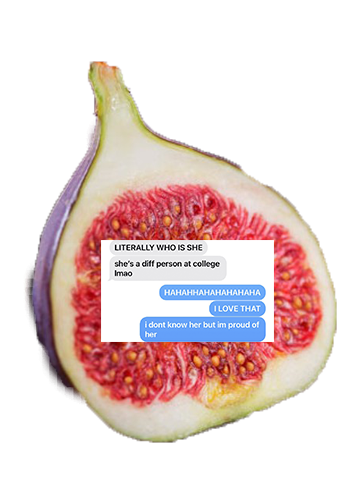 LITERALLY WHO IS SHE
she's a diff person at college
lmao
HAHAHHAHAHAHAHAHA
I LOVE THAT
i dont know her but im proud of
her